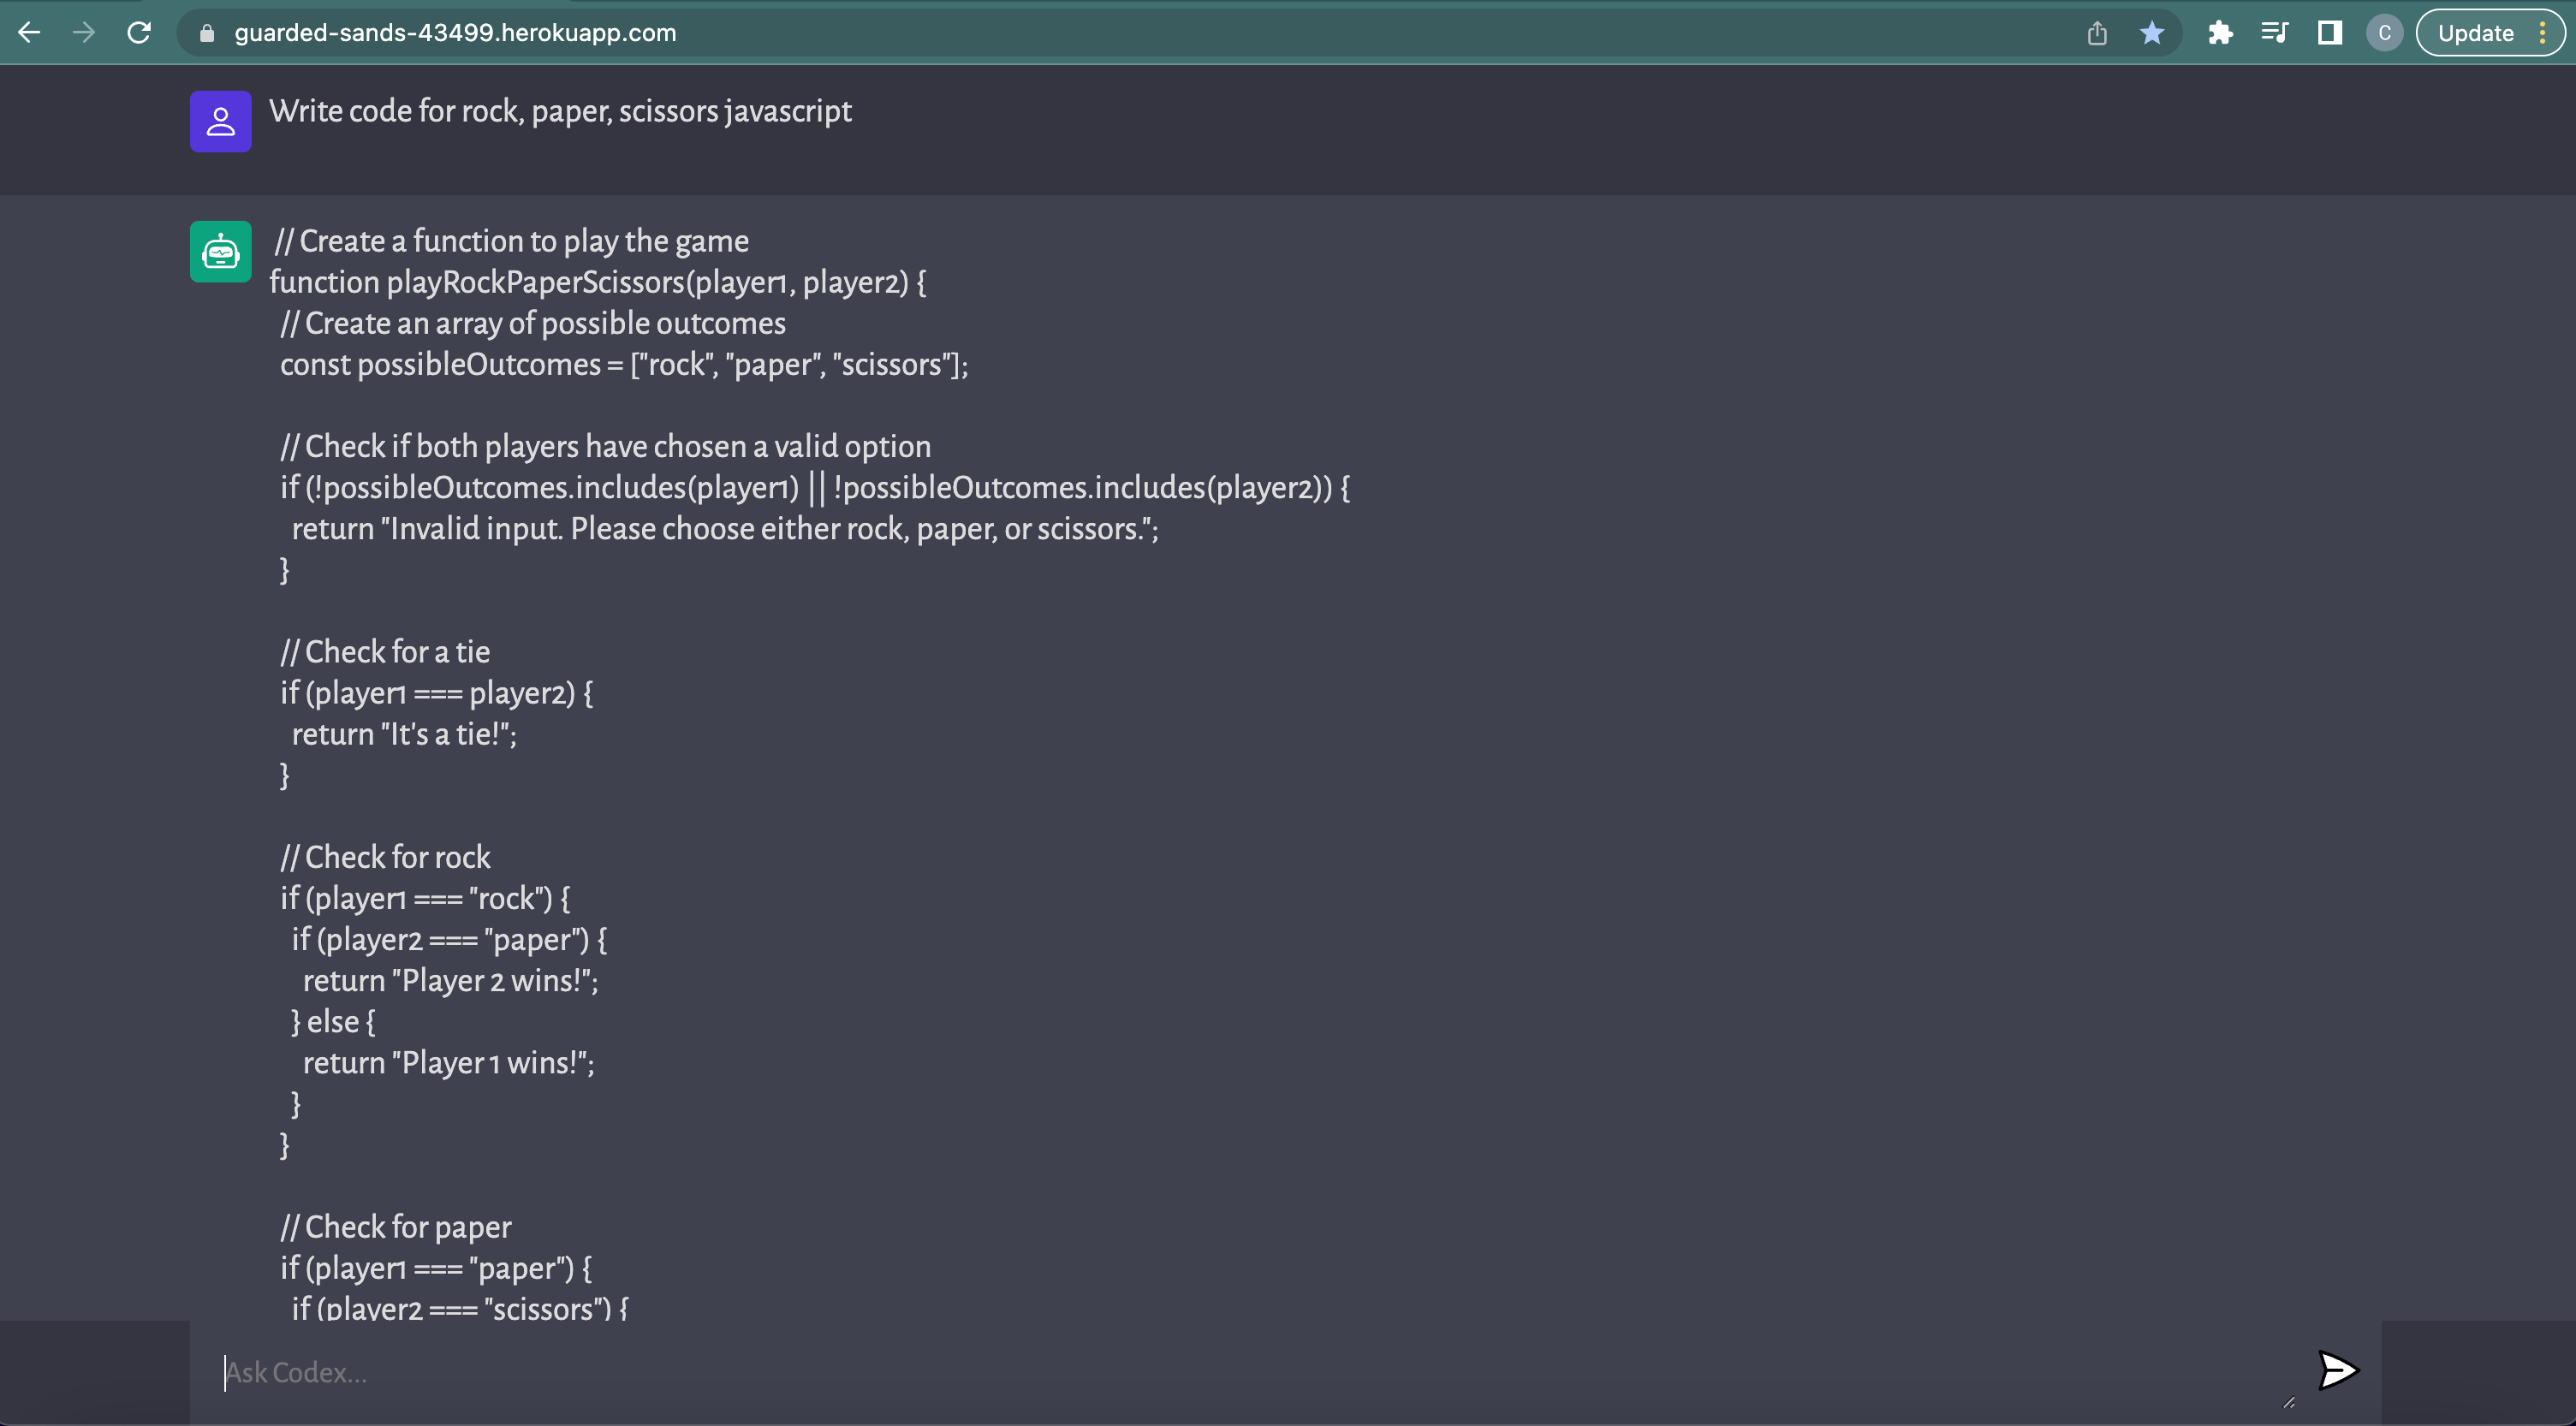 guarded-sands-43499.herokuapp.com
C
Update
Write code for rock, paper, scissors javascript
// Create a function to play the game
function playRockPaperScissors(player1, player2) {
// Create an array of possible outcomes
const possibleOutcomes = ["rock", "paper", "scissors"];
// Check if both players have chosen a valid option
if (!possibleOutcomes.includes(player1) || !possibleOutcomes.includes(player2)) {
return "Invalid input. Please choose either rock, paper, or scissors.";
}
// Check for a tie
if (player1 === player2) {
return "It's a tie!";
}
// Check for rock
if (player1 === "rock") {
if (player2 === "paper") {
return "Player 2 wins!";
} else {
return "Player 1 wins!";
}
}
// Check for paper
if (player1 === "paper") {
if (player2 === "scissors") {
Ask Codex...